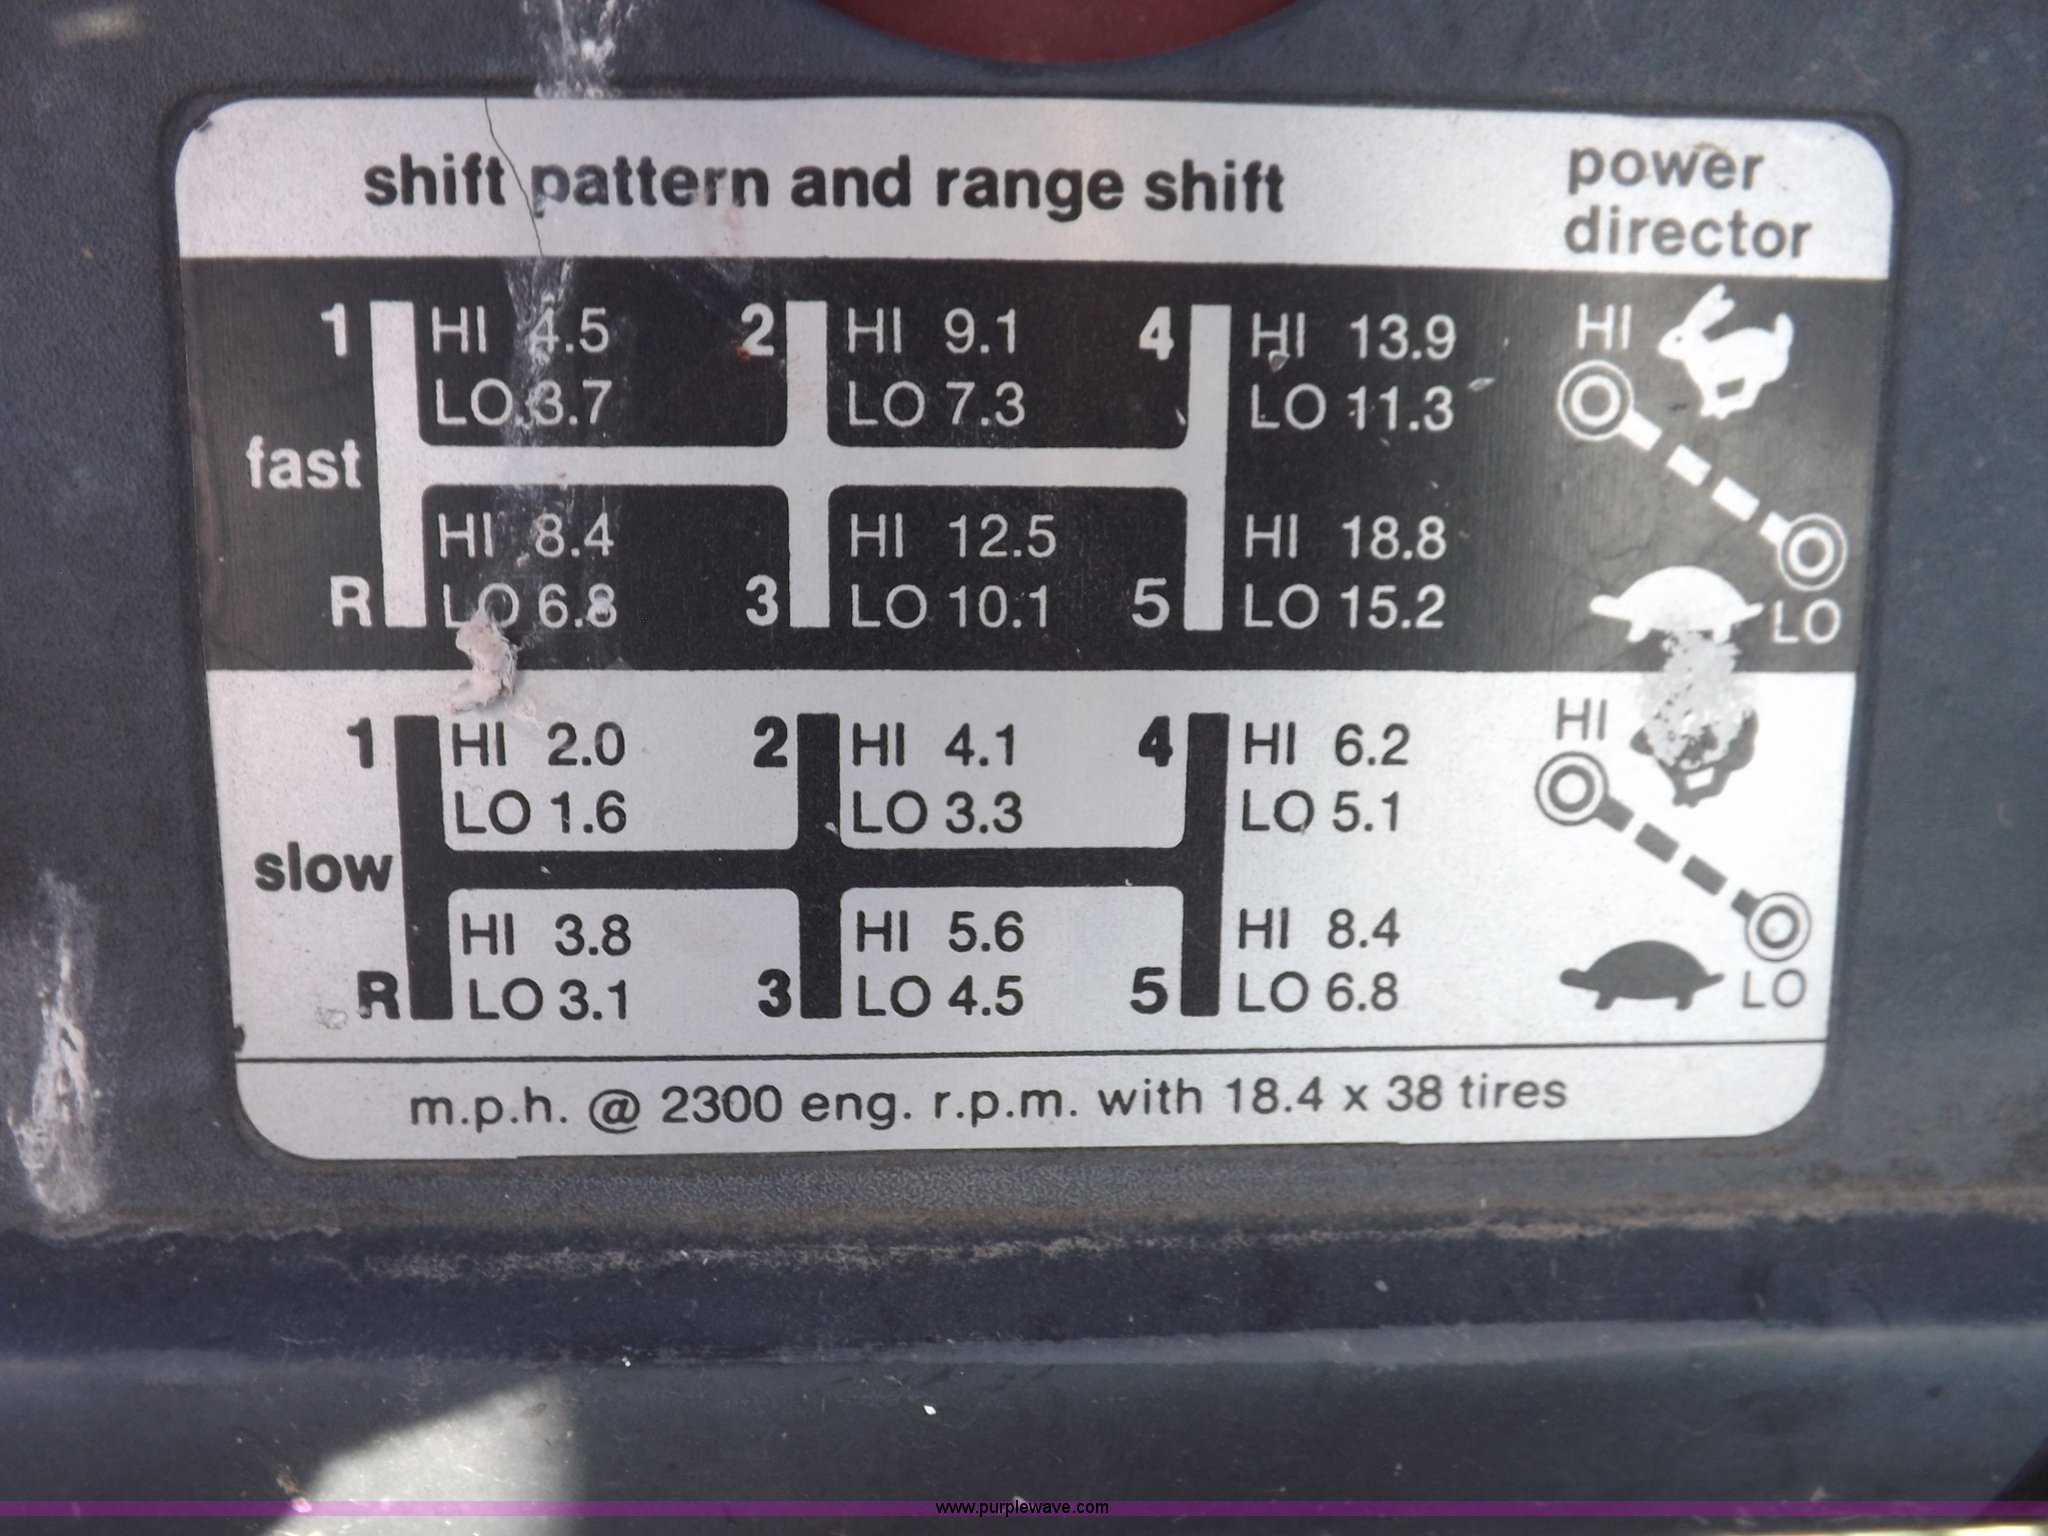 shift pattern and range shift
power
director
1 HI 4.5 2 HI 9.1 4 HI 13.9 HI
LO 3.7 LO 7.3 LO 11.3
fast
HI 8.4 HI 12.5 HI 18.8
R LO 6.8 3 LO 10.1 5 LO 15.2 LO
1 HI 2.0 2 HI 4.1 4 HI 6.2 HI
LO 1.6 LO 3.3 LO 5.1
slow
HI 3.8 HI 5.6 HI 8.4
R LO 3.1 3 LO 4.5 5 LO 6.8 LO
m.p.h. @ 2300 eng. r.p.m. with 18.4 x 38 tires
www.purplewave.com